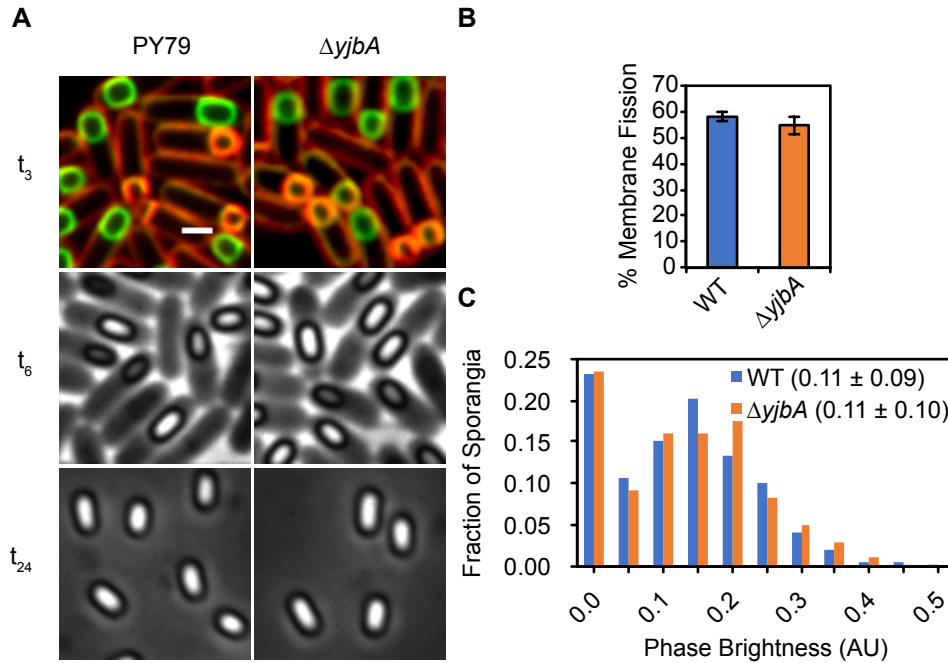 A
PY79
ΔyjbA
t3
t6
t24
B
% Membrane Fission
80
70
60
50
40
30
20
10
0
WT
ΔyjbA
C
Fraction of Sporangia
0.25
0.20
0.15
0.10
0.05
0.00
WT (0.11 ± 0.09)
ΔyjbA (0.11 ± 0.10)
0.0
0.1
0.2
0.3
0.4
0.5
Phase Brightness (AU)